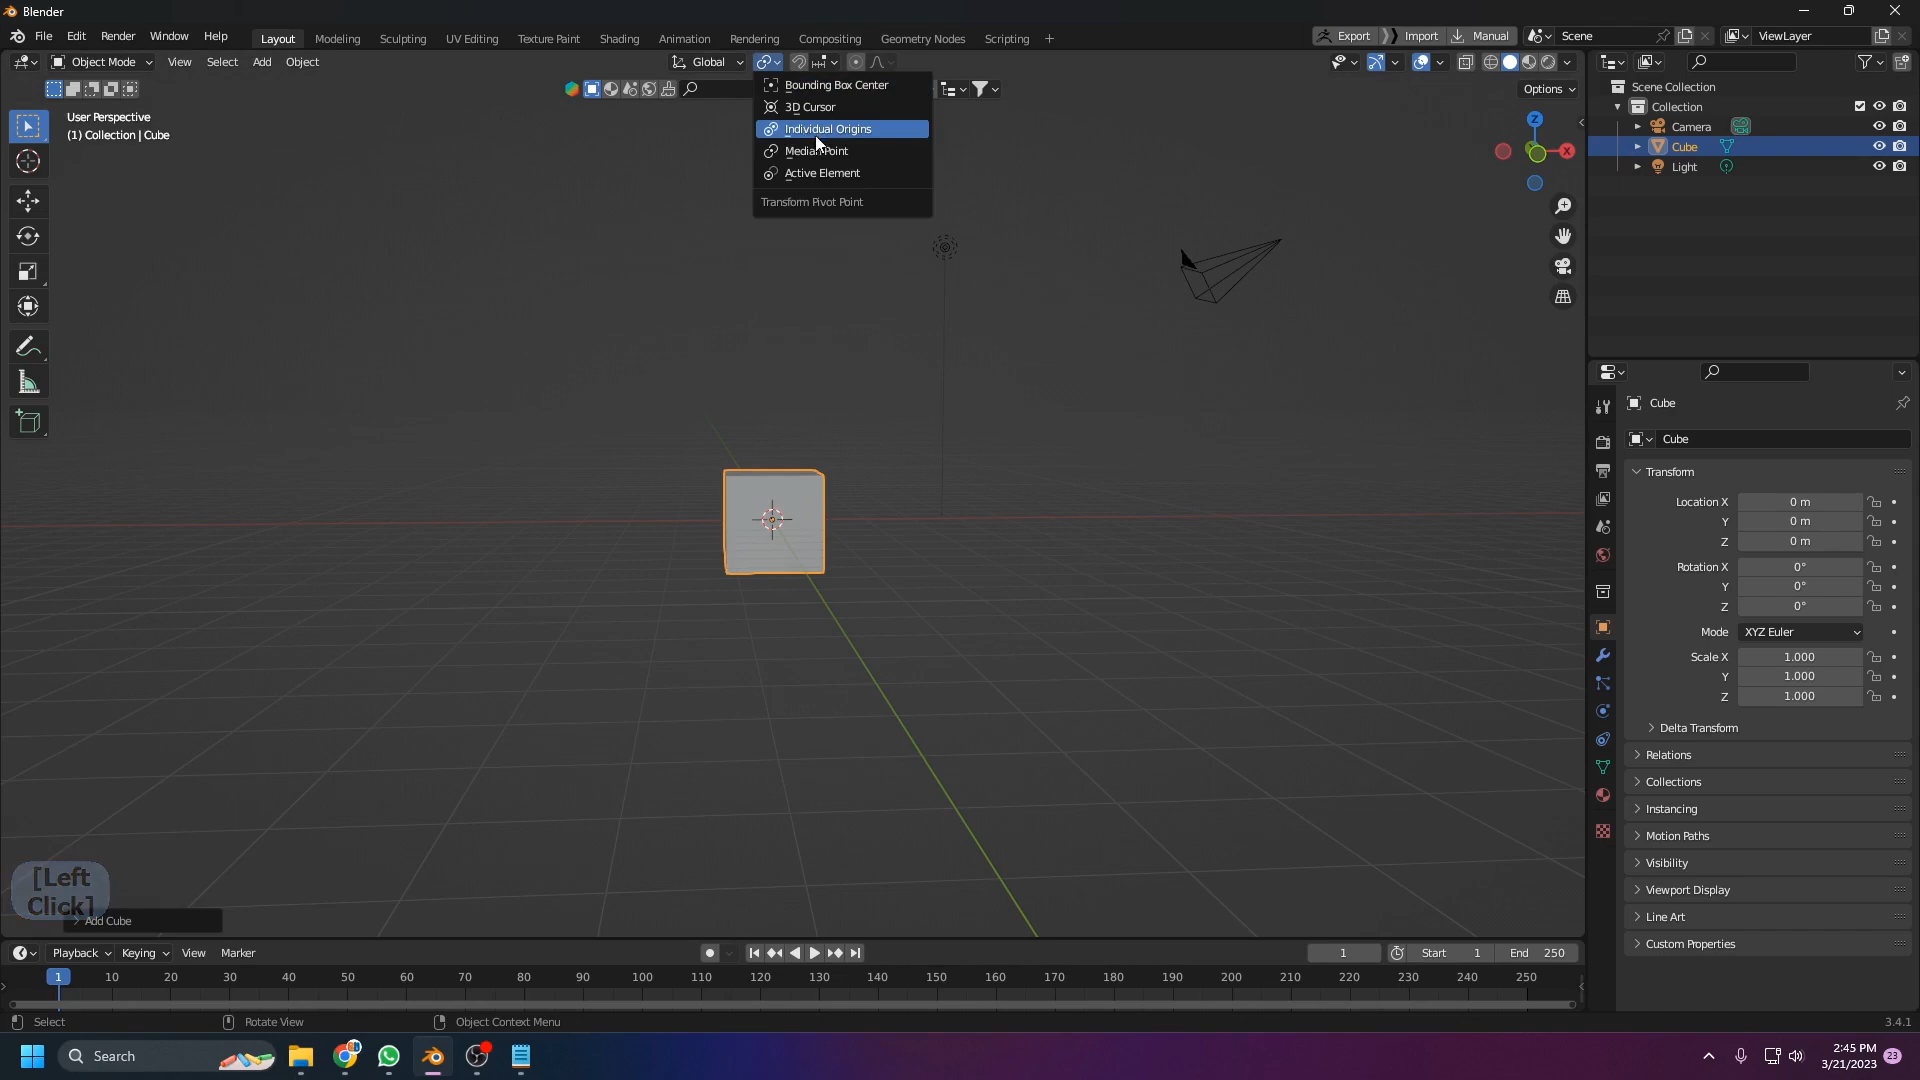 Blender
File Edit Render Window Help
Layout Modeling Sculpting UV Editing Texture Paint Shading Animation Rendering Compositing Geometry Nodes Scripting +
Export Import Manual Scene ViewLayer
Object Mode View Select Add Object
Global
Options
Bounding Box Center
3D Cursor
Individual Origins
Median Point
Active Element
Transform Pivot Point
User Perspective
(1) Collection | Cube
Z
X
Scene Collection
Collection
Camera
Cube
Light
Cube
Cube
Transform
Location X 0 m
Y 0 m
Z 0 m
Rotation X 0°
Y 0°
Z 0°
Mode XYZ Euler
Scale X 1.000
Y 1.000
Z 1.000
Delta Transform
Relations
Collections
Instancing
Motion Paths
Visibility
Viewport Display
Line Art
Custom Properties
[Left
Click]
Add Cube
Playback Keying View Marker
1 Start 1 End 250
1 10 20 30 40 50 60 70 80 90 100 110 120 130 140 150 160 170 180 190 200 210 220 230 240 250
Select Rotate View Object Context Menu 3.4.1
Search
2:45 PM
3/21/2023
23